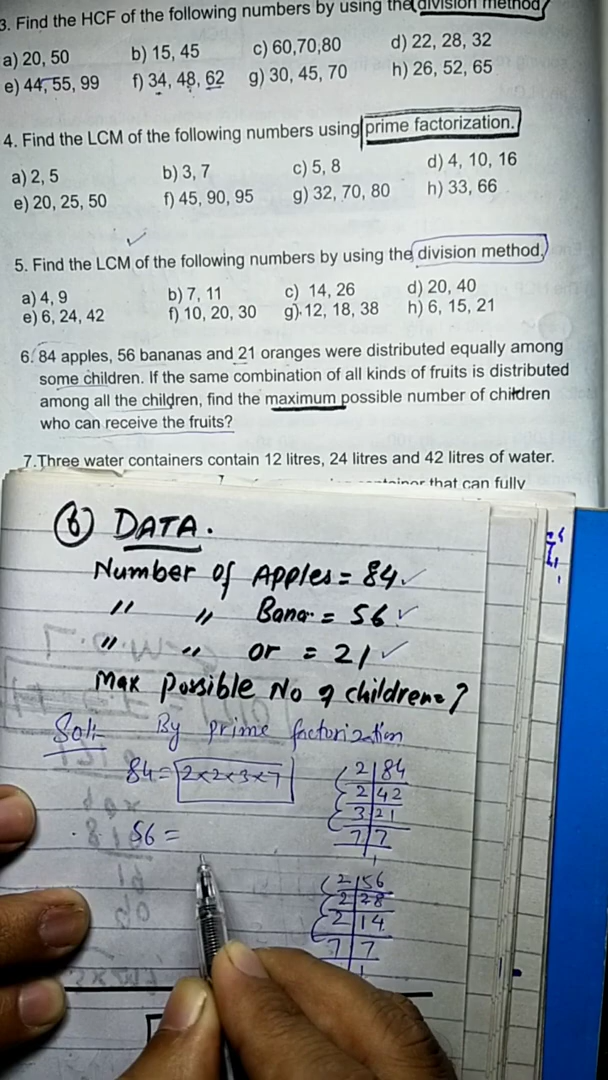 3. Find the HCF of the following numbers by using the division method,
a) 20, 50 b) 15, 45 c) 60,70,80 d) 22, 28, 32
e) 44, 55, 99 f) 34, 48, 62 g) 30, 45, 70 h) 26, 52, 65
4. Find the LCM of the following numbers using prime factorization.
a) 2, 5 b) 3, 7 c) 5, 8 d) 4, 10, 16
e) 20, 25, 50 f) 45, 90, 95 g) 32, 70, 80 h) 33, 66
5. Find the LCM of the following numbers by using the division method,
a) 4, 9 b) 7, 11 c) 14, 26 d) 20, 40
e) 6, 24, 42 f) 10, 20, 30 g) 12, 18, 38 h) 6, 15, 21
6. 84 apples, 56 bananas and 21 oranges were distributed equally among
some children. If the same combination of all kinds of fruits is distributed
among all the children, find the maximum possible number of children
who can receive the fruits?
7.Three water containers contain 12 litres, 24 litres and 42 litres of water.
that can fully
6 DATA.
Number of Apples = 84
" " Bana = 56
" " or = 21
Max Possible No of children = ?
Sol:- By prime factorization
84 = 2×2×3×7
2 84
2 42
3 21
7 7
1
56 =
2 56
2 28
2 14
7 7
1